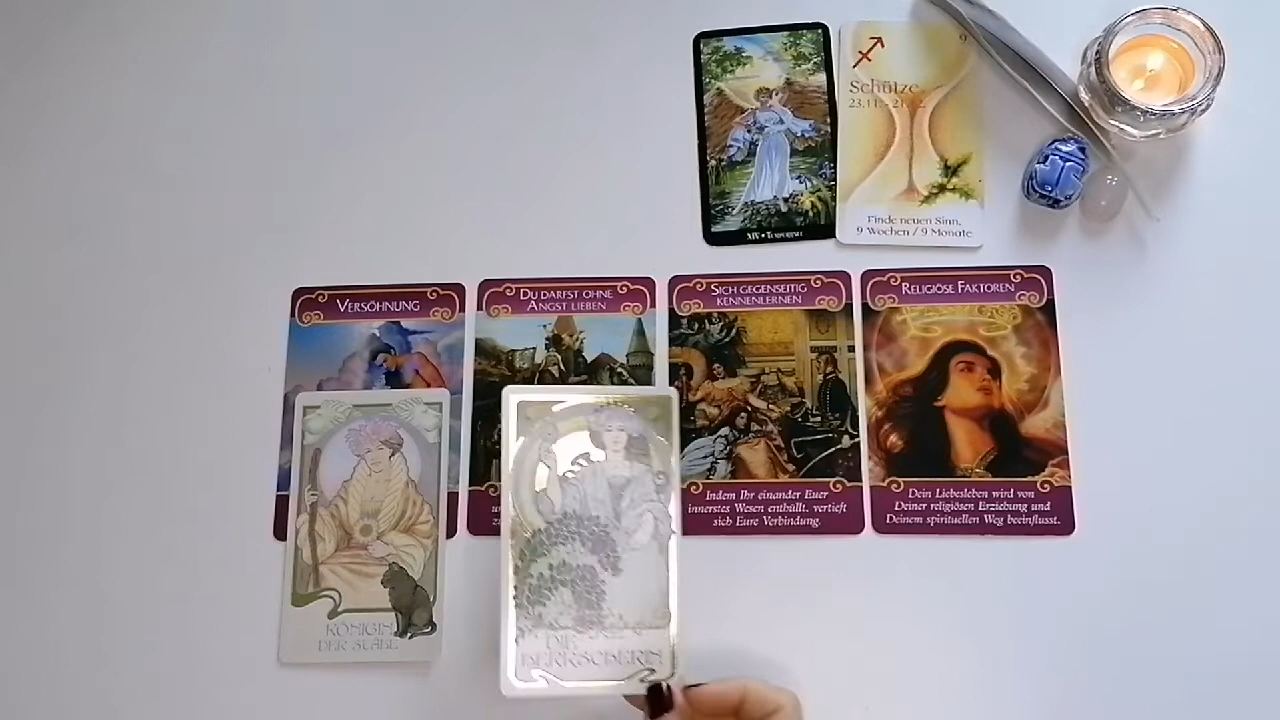 XIV • TEMPERANCE
9
Schütze
23.11. - 21.12.
Finde neuen Sinn.
9 Wochen / 9 Monate
VERSÖHNUNG
DU DARFST OHNE
ANGST LIEBEN
SICH GEGENSEITIG
KENNENLERNEN
RELIGIÖSE FAKTOREN
Indem Ihr einander Euer
innerstes Wesen enthüllt, vertieft
sich Eure Verbindung.
Dein Liebesleben wird von
Deiner religiösen Erziehung und
Deinem spirituellen Weg beeinflusst.
KÖNIGIN
DER STÄBE
DIE
HERRSCHERIN